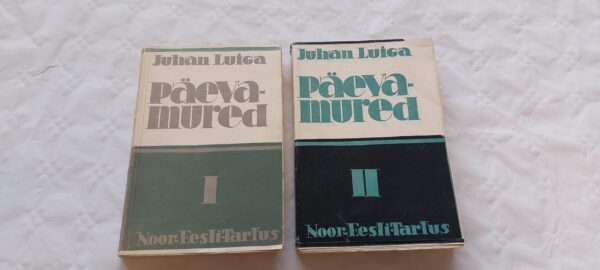 Juhan Luiga
Päeva-
mured
I
Noor-Eesti-Tartus
Juhan Luiga
Päeva-
mured
II
Noor-Eesti-Tartus